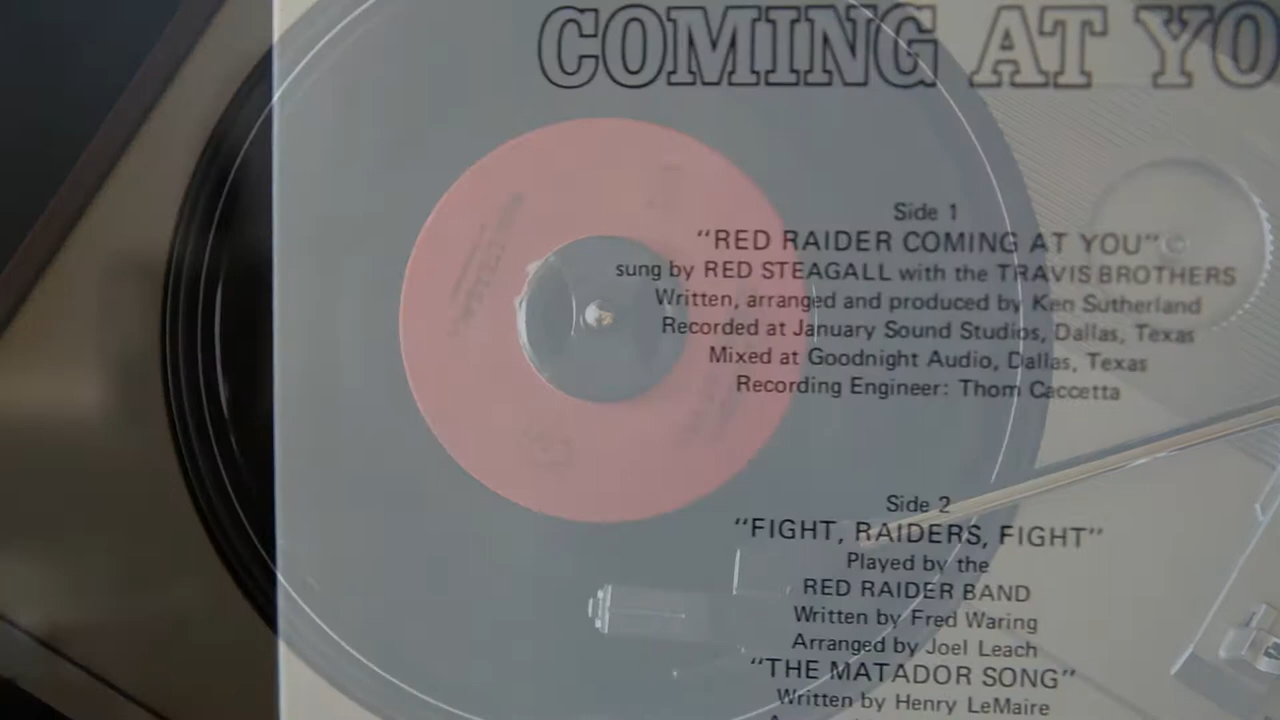 COMING AT YO
Side 1
“RED RAIDER COMING AT YOU”
sung by RED STEAGALL with the TRAVIS BROTHERS
Written, arranged and produced by Ken Sutherland
Recorded at January Sound Studios, Dallas, Texas
Mixed at Goodnight Audio, Dallas, Texas
Recording Engineer: Thom Caccetta
Side 2
“FIGHT, RAIDERS, FIGHT”
Played by the
RED RAIDER BAND
Written by Fred Waring
Arranged by Joel Leach
“THE MATADOR SONG”
Written by Henry LeMaire